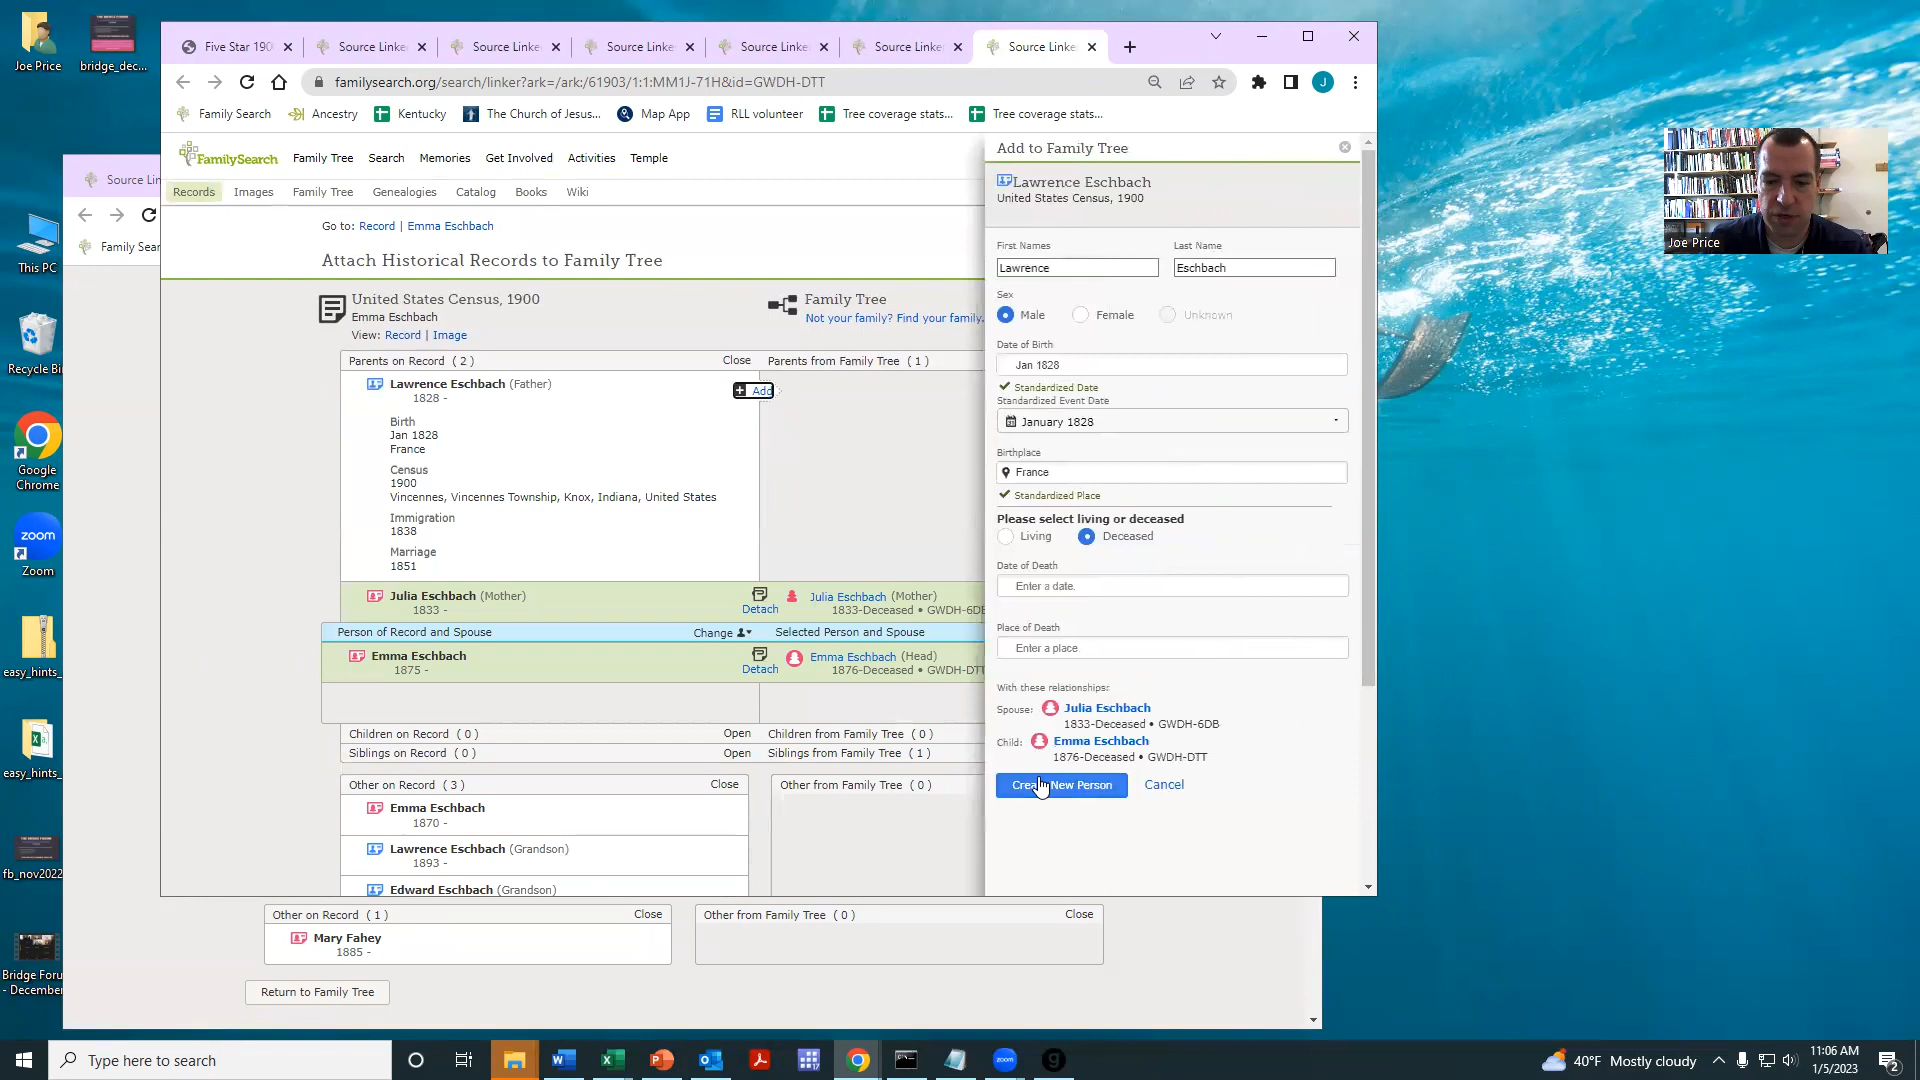 Joe Price
bridge_dec...
This PC
Recycle Bi
Google
Chrome
Zoom
zoom
easy_hints_
easy_hints_
fb_nov2022
Bridge Foru
- December
Source Lin
Family Sear
Five Star 190
Source Linke
Source Linke
Source Linke
Source Linke
Source Linke
Source Linke
familysearch.org/search/linker?ark=/ark:/61903/1:1:MM1J-71H&id=GWDH-DTT
J
Family Search
Ancestry
Kentucky
The Church of Jesus...
Map App
RLL volunteer
Tree coverage stats...
Tree coverage stats...
FamilySearch
Family Tree
Search
Memories
Get Involved
Activities
Temple
Records
Images
Family Tree
Genealogies
Catalog
Books
Wiki
Go to: Record | Emma Eschbach
Attach Historical Records to Family Tree
United States Census, 1900
Emma Eschbach
View: Record | Image
Family Tree
Not your family? Find your family.
Parents on Record ( 2 )
Close
Parents from Family Tree ( 1 )
Lawrence Eschbach (Father)
1828 -
Add
Birth
Jan 1828
France
Census
1900
Vincennes, Vincennes Township, Knox, Indiana, United States
Immigration
1838
Marriage
1851
Julia Eschbach (Mother)
1833 -
Detach
Julia Eschbach (Mother)
1833-Deceased • GWDH-6DB
Person of Record and Spouse
Change
Selected Person and Spouse
Emma Eschbach
1875 -
Detach
Emma Eschbach (Head)
1876-Deceased • GWDH-DTT
Children on Record ( 0 )
Open
Children from Family Tree ( 0 )
Siblings on Record ( 0 )
Open
Siblings from Family Tree ( 1 )
Other on Record ( 3 )
Close
Other from Family Tree ( 0 )
Emma Eschbach
1870 -
Lawrence Eschbach (Grandson)
1893 -
Edward Eschbach (Grandson)
Add to Family Tree
Lawrence Eschbach
United States Census, 1900
First Names
Last Name
Lawrence
Eschbach
Sex
Male
Female
Unknown
Date of Birth
Jan 1828
Standardized Date
Standardized Event Date
January 1828
Birthplace
France
Standardized Place
Please select living or deceased
Living
Deceased
Date of Death
Enter a date.
Place of Death
Enter a place.
With these relationships:
Spouse: Julia Eschbach
1833-Deceased • GWDH-6DB
Child: Emma Eschbach
1876-Deceased • GWDH-DTT
New Person
Cancel
Other on Record ( 1 )
Close
Other from Family Tree ( 0 )
Close
Mary Fahey
1885 -
Return to Family Tree
Joe Price
Type here to search
40°F Mostly cloudy
11:06 AM
1/5/2023
2